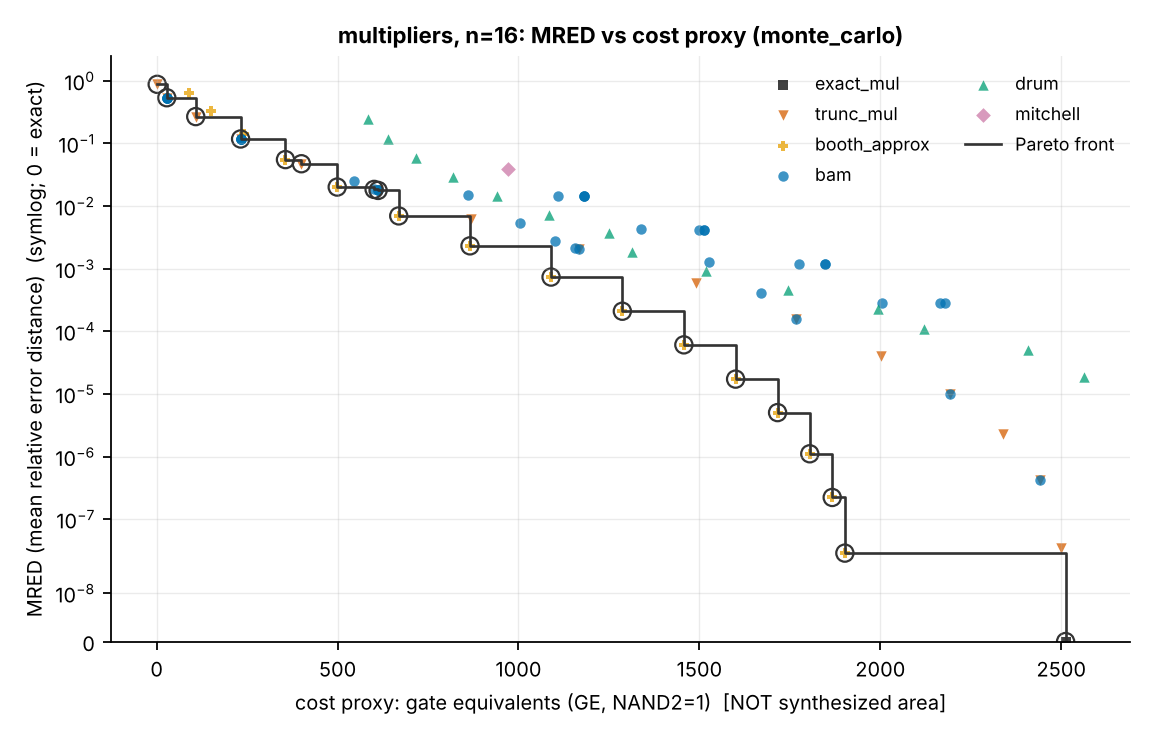 multipliers, n=16: MRED vs cost proxy (monte_carlo)
MRED (mean relative error distance)  (symlog; 0 = exact)
10⁰
10⁻¹
10⁻²
10⁻³
10⁻⁴
10⁻⁵
10⁻⁶
10⁻⁷
10⁻⁸
0
exact_mul
trunc_mul
booth_approx
bam
drum
mitchell
Pareto front
0 500 1000 1500 2000 2500
cost proxy: gate equivalents (GE, NAND2=1)  [NOT synthesized area]